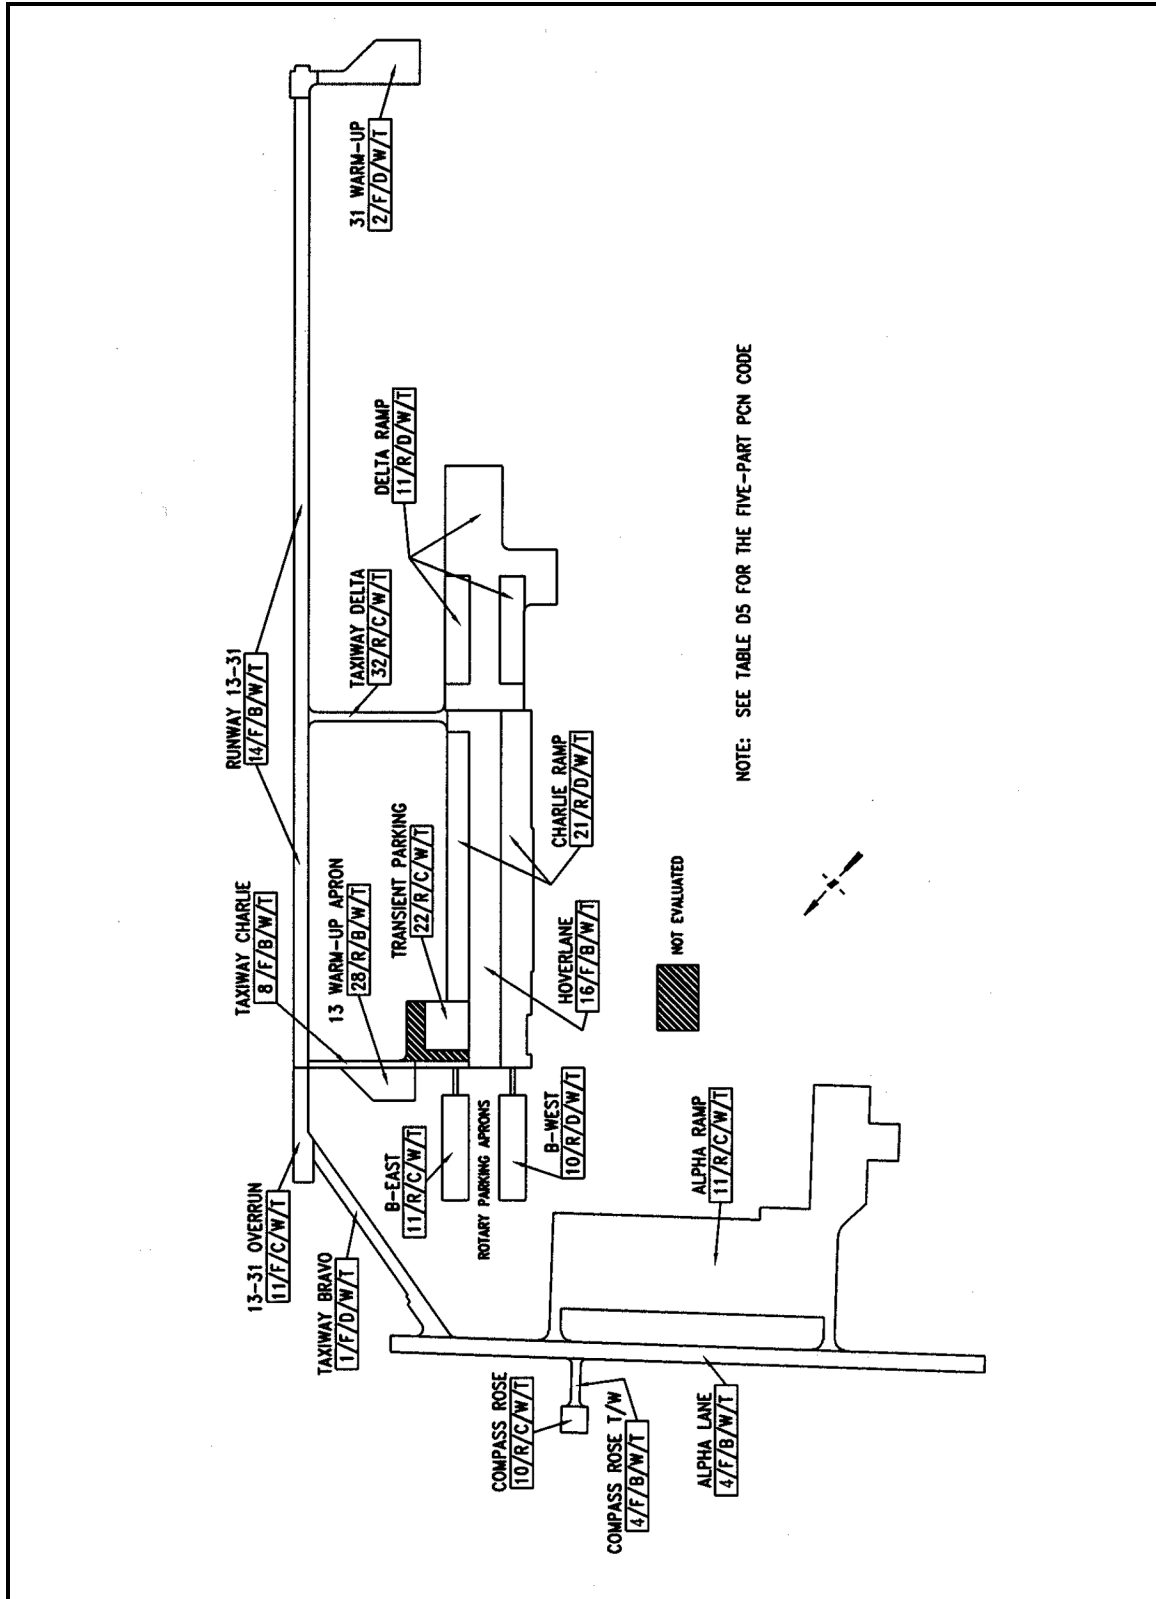 31 WARM-UP
2/F/D/W/T
RUNWAY 13-31
14/F/B/W/T
DELTA RAMP
11/R/D/W/T
TAXIWAY DELTA
32/R/C/W/T
TAXIWAY CHARLIE
8/F/B/W/T
13 WARM-UP APRON
28/R/B/W/T
TRANSIENT PARKING
22/R/C/W/T
CHARLIE RAMP
21/R/D/W/T
HOVERLANE
16/F/B/W/T
13-31 OVERRUN
11/F/C/W/T
TAXIWAY BRAVO
1/F/D/W/T
B-EAST
11/R/C/W/T
ROTARY PARKING APRONS
B-WEST
10/R/D/W/T
ALPHA RAMP
11/R/C/W/T
COMPASS ROSE
10/R/C/W/T
COMPASS ROSE T/W
4/F/B/W/T
ALPHA LANE
4/F/B/W/T
NOT EVALUATED
NOTE: SEE TABLE D5 FOR THE FIVE-PART PCN CODE